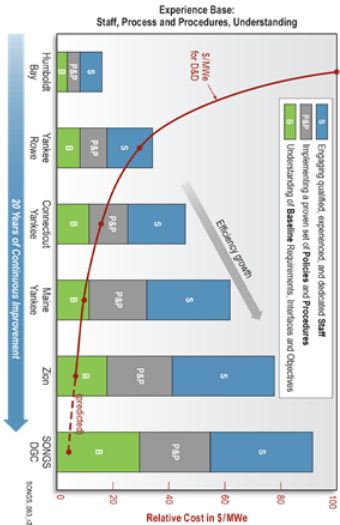 Experience Base:
Staff, Process and Procedures, Understanding
S Engaging qualified, experienced, and dedicated Staff
P&P Implementing a proven set of Policies and Procedures
B Understanding of Baseline Requirements, Interfaces and Objectives
$/MWe
for D&D
Efficiency growth
(predicted)
S
P&P
B
S
P&P
B
S
P&P
B
S
P&P
B
S
P&P
B
S
P&P
B
Humboldt
Bay
Yankee
Rowe
Connecticut
Yankee
Maine
Yankee
Zion
SONGS
DGC
0
20
40
60
80
100
Relative Cost in $/MWe
20 Years of Continuous Improvement